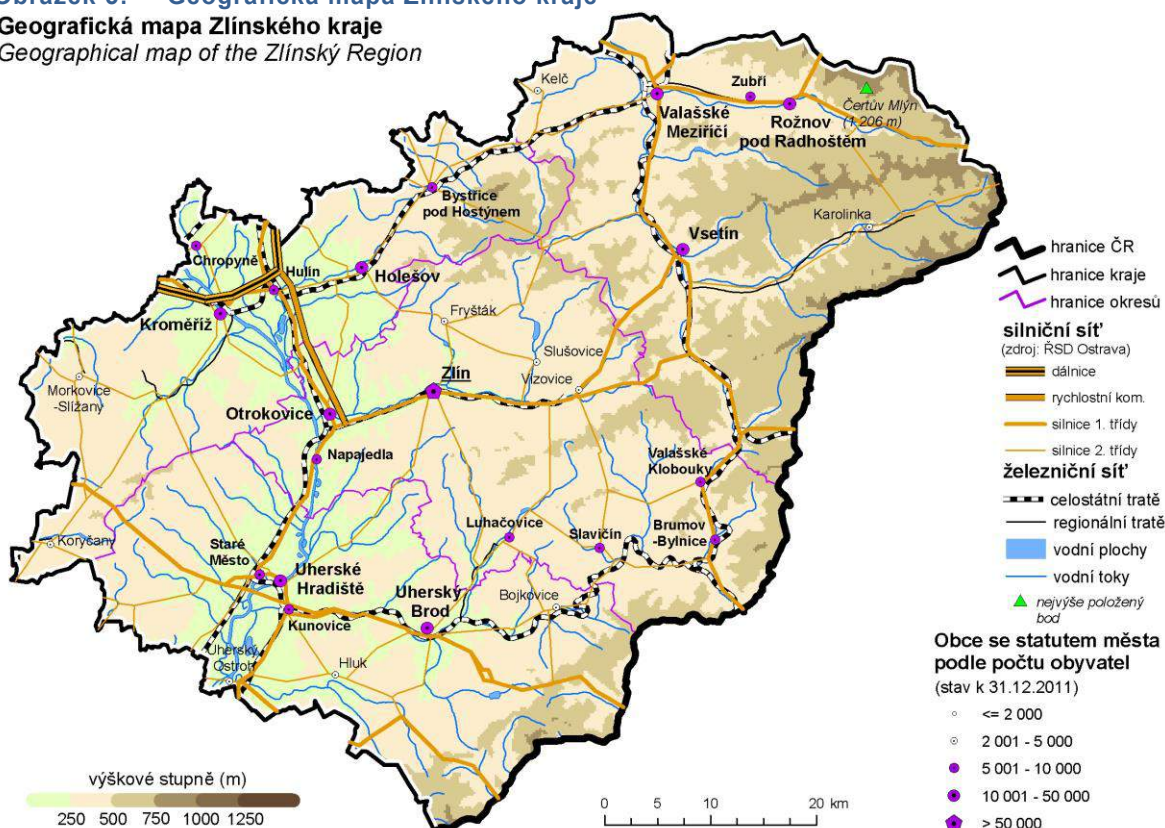 Obrázek 3. Geografická mapa Zlínského kraje
Geografická mapa Zlínského kraje
Geographical map of the Zlínský Region
Kelč
Zubří
Čertův Mlýn
(1 206 m)
Valašské
Meziříčí
Rožnov
pod Radhoštěm
Bystřice
pod Hostýnem
Karolinka
Vsetín
Chropyně
Hulín
Holešov
Kroměříž
Fryšták
Slušovice
Zlín
Vizovice
Morkovice
-Slížany
Otrokovice
Napajedla
Valašské
Klobouky
Luhačovice
Slavičín
Brumov
-Bylnice
Koryčany
Staré
Město
Uherské
Hradiště
Uherský
Brod
Bojkovice
Kunovice
Uherský
Ostroh
Hluk
hranice ČR
hranice kraje
hranice okresů
silniční síť
(zdroj: ŘSD Ostrava)
dálnice
rychlostní kom.
silnice 1. třídy
silnice 2. třídy
železniční síť
celostátní tratě
regionální tratě
vodní plochy
vodní toky
nejvýše položený
bod
Obce se statutem města
podle počtu obyvatel
(stav k 31.12.2011)
<= 2 000
2 001 - 5 000
5 001 - 10 000
10 001 - 50 000
> 50 000
výškové stupně (m)
250 500 750 1000 1250
0 5 10 20 km